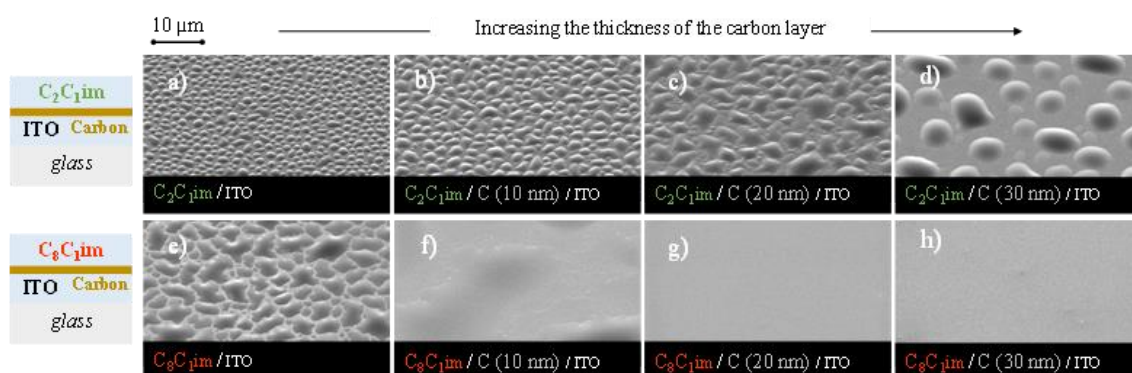 10 μm
Increasing the thickness of the carbon layer
C₂C₁im
ITO Carbon
glass
a)
b)
c)
d)
C₂C₁im / ITO
C₂C₁im / C (10 nm) / ITO
C₂C₁im / C (20 nm) / ITO
C₂C₁im / C (30 nm) / ITO
C₈C₁im
ITO Carbon
glass
e)
f)
g)
h)
C₈C₁im / ITO
C₈C₁im / C (10 nm) / ITO
C₈C₁im / C (20 nm) / ITO
C₈C₁im / C (30 nm) / ITO